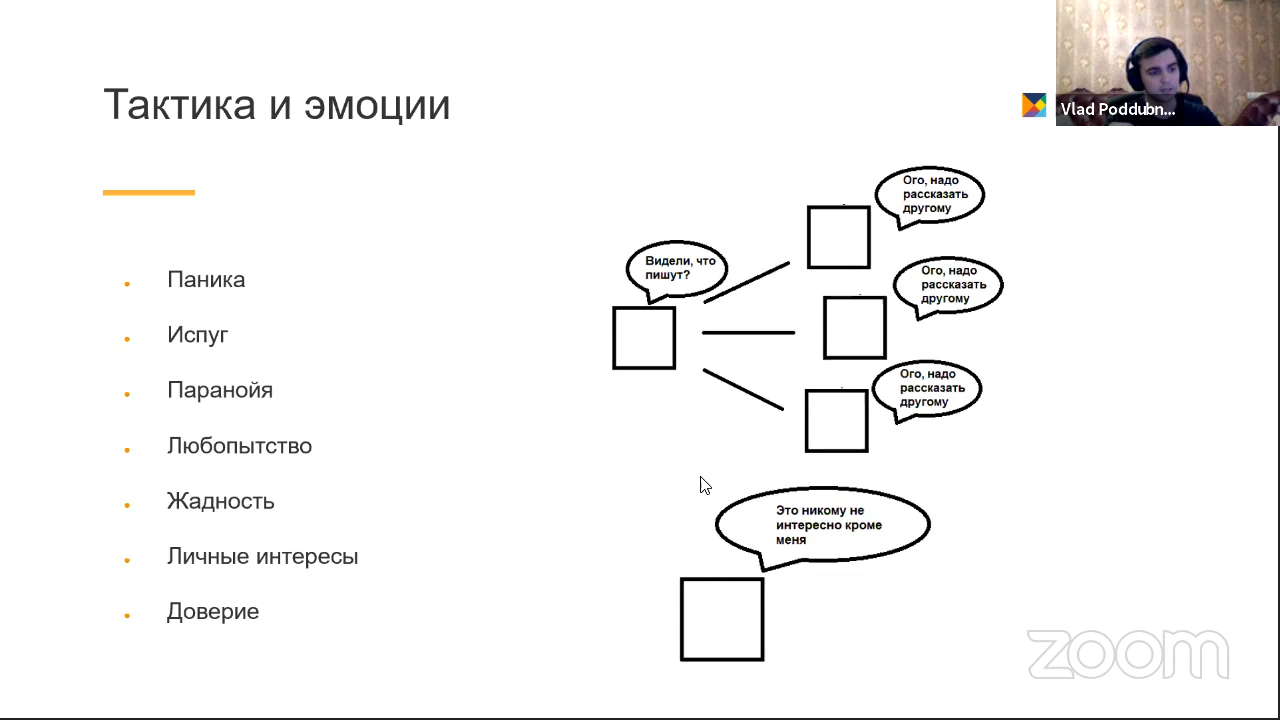 Тактика и эмоции
Vlad Poddubn...
Паника
Испуг
Паранойя
Любопытство
Жадность
Личные интересы
Доверие
Видели, что
пишут?
Ого, надо
рассказать
другому
Ого, надо
рассказать
другому
Ого, надо
рассказать
другому
Это никому не
интересно кроме
меня
zoom